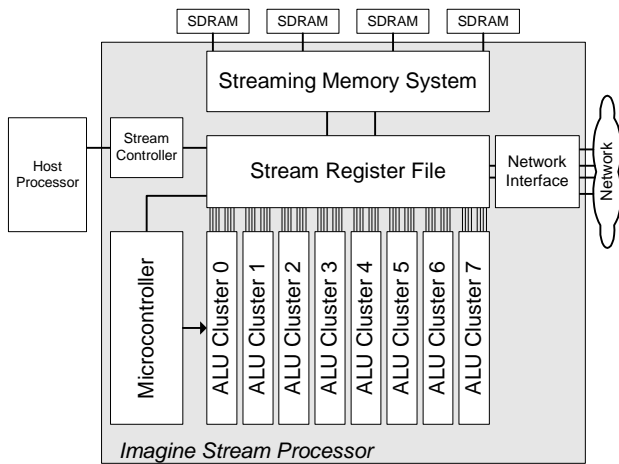 SDRAM
SDRAM
SDRAM
SDRAM
Streaming Memory System
Host
Processor
Stream
Controller
Stream Register File
Network
Interface
Network
Microcontroller
ALU Cluster 0
ALU Cluster 1
ALU Cluster 2
ALU Cluster 3
ALU Cluster 4
ALU Cluster 5
ALU Cluster 6
ALU Cluster 7
Imagine Stream Processor